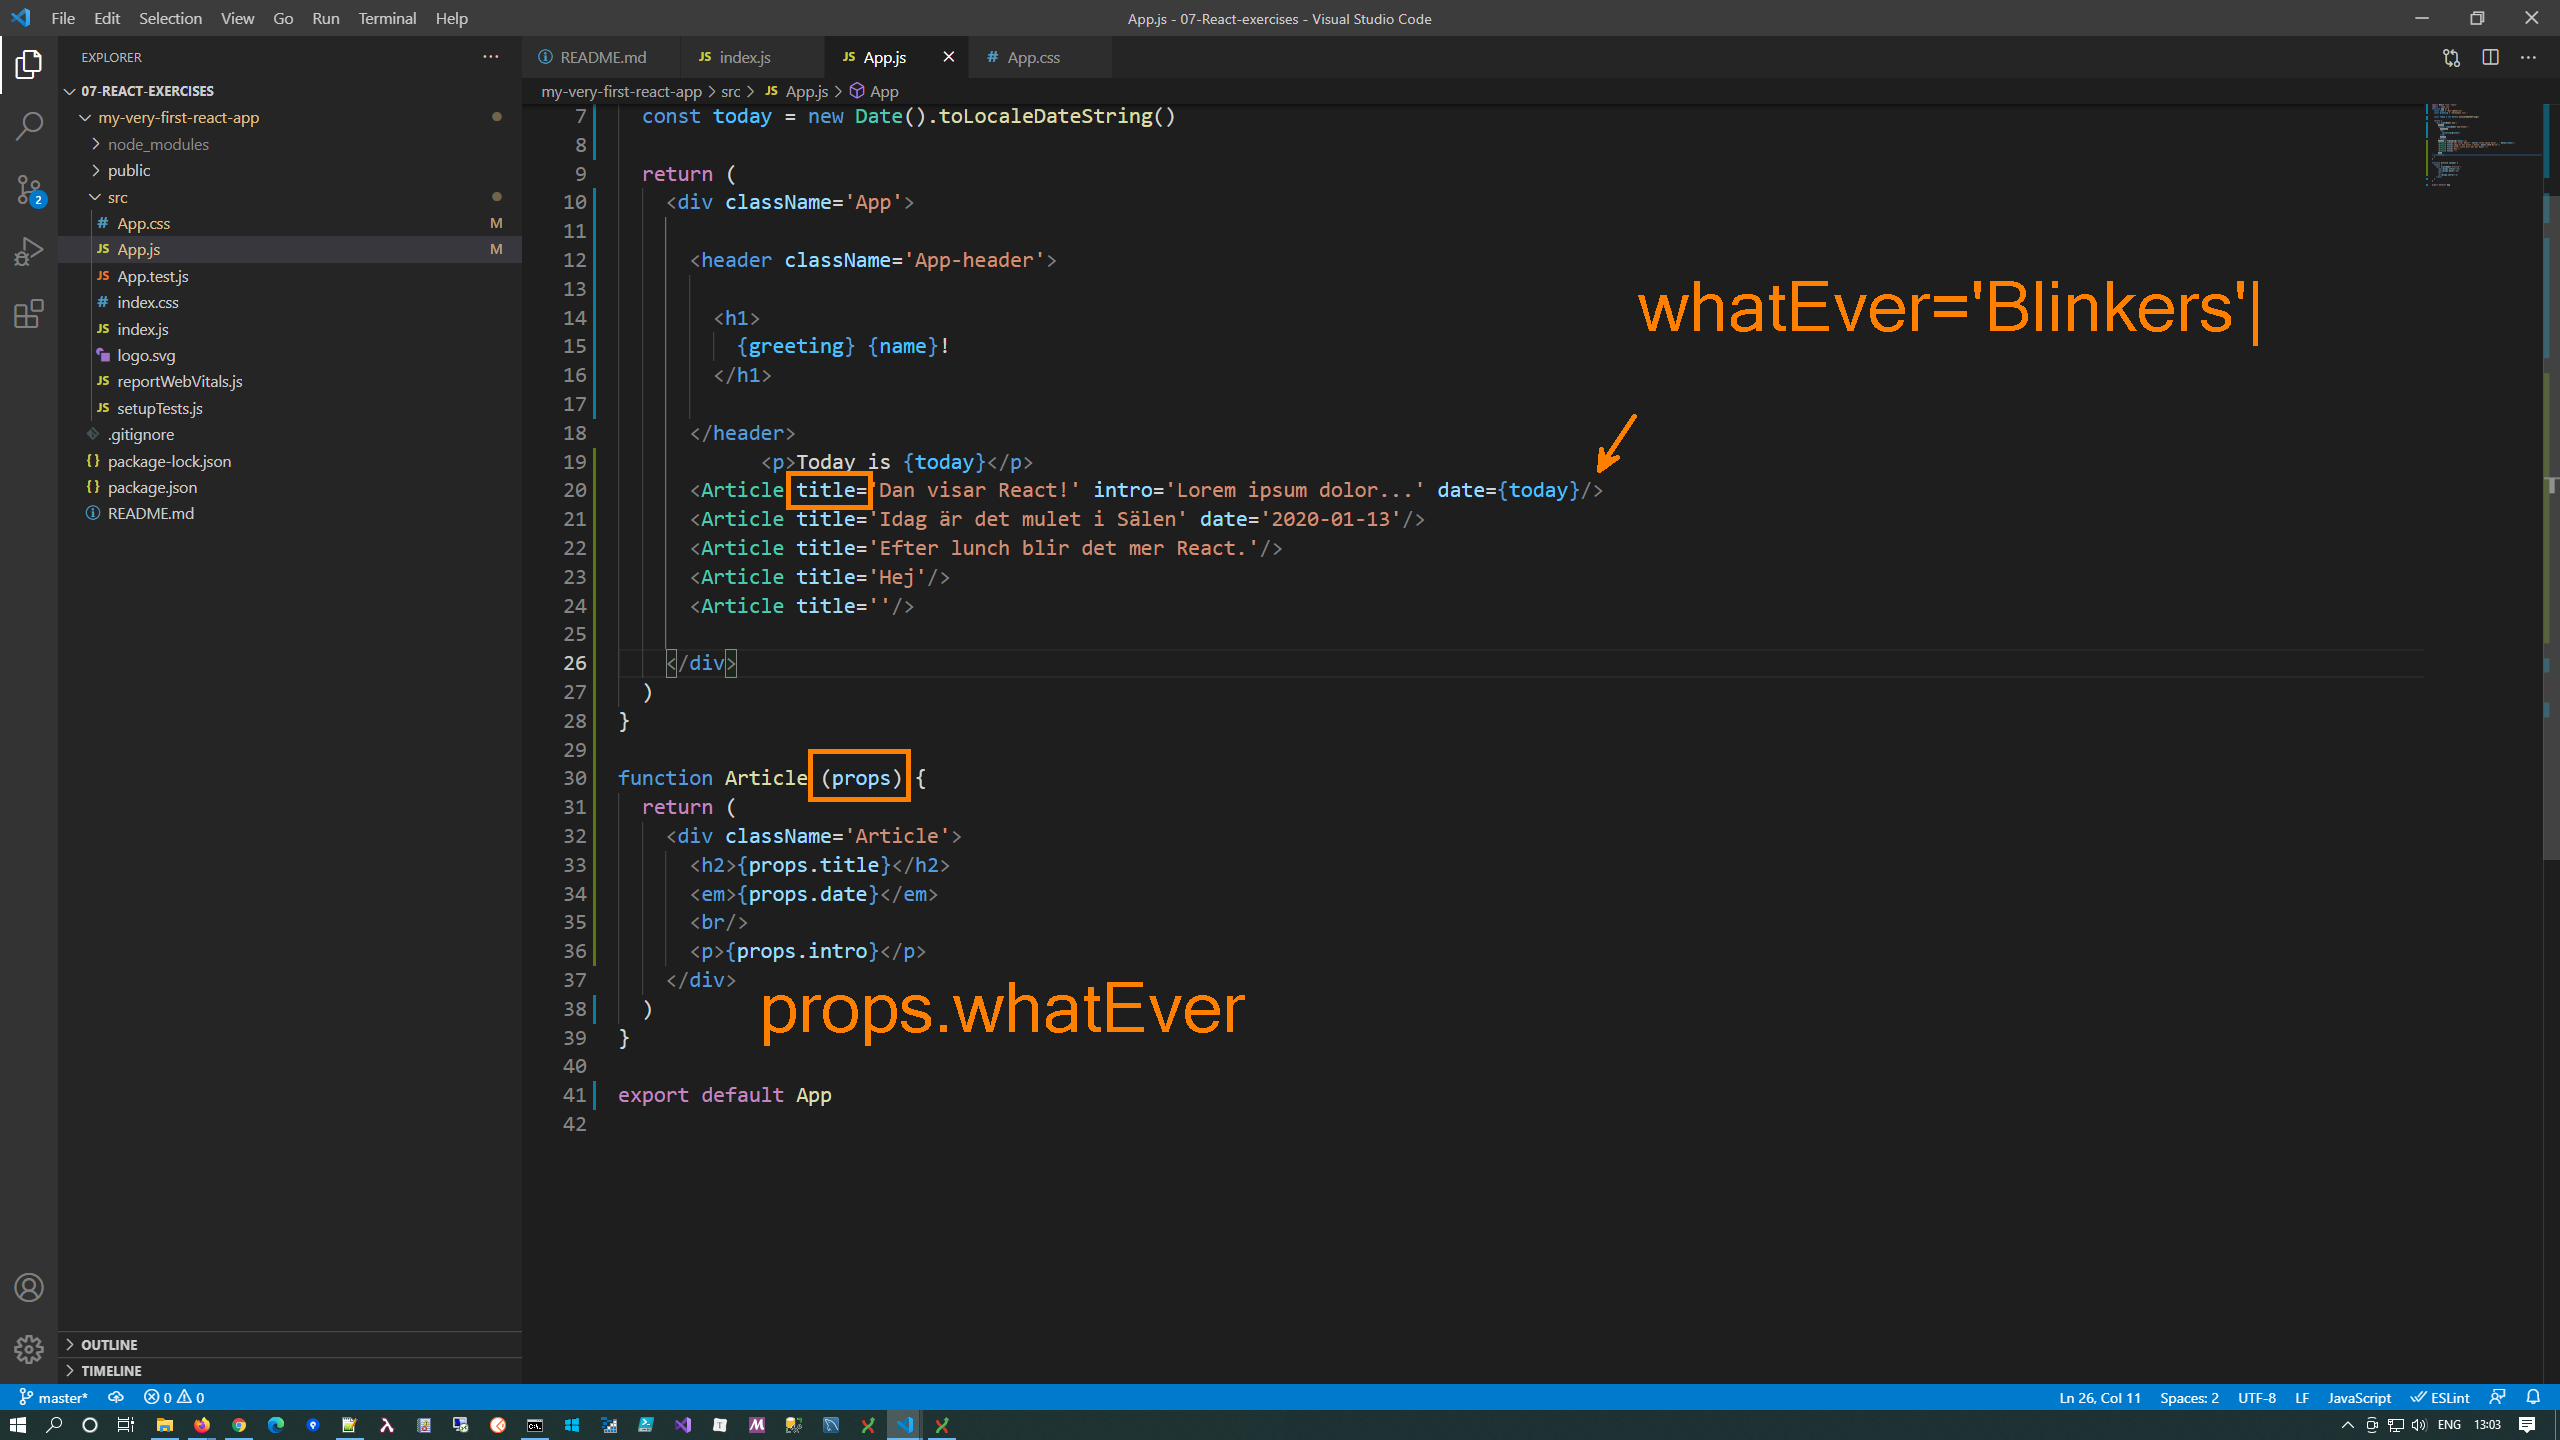 File Edit Selection View Go Run Terminal Help
App.js - 07-React-exercises - Visual Studio Code
EXPLORER
07-REACT-EXERCISES
my-very-first-react-app
node_modules
public
src
App.css M
App.js M
App.test.js
index.css
index.js
logo.svg
reportWebVitals.js
setupTests.js
.gitignore
package-lock.json
package.json
README.md
OUTLINE
TIMELINE
2
README.md index.js App.js App.css
my-very-first-react-app > src > App.js > App
7 const today = new Date().toLocaleDateString()
8
9 return (
10 <div className='App'>
11
12 <header className='App-header'>
13
14 <h1>
15 {greeting} {name}!
16 </h1>
17
18 </header>
19 <p>Today is {today}</p>
20 <Article title='Dan visar React!' intro='Lorem ipsum dolor...' date={today}/>
21 <Article title='Idag är det mulet i Sälen' date='2020-01-13'/>
22 <Article title='Efter lunch blir det mer React.'/>
23 <Article title='Hej'/>
24 <Article title=''/>
25
26 </div>
27 )
28 }
29
30 function Article (props) {
31 return (
32 <div className='Article'>
33 <h2>{props.title}</h2>
34 <em>{props.date}</em>
35 <br/>
36 <p>{props.intro}</p>
37 </div>
38 )
39 }
40
41 export default App
42
whatEver='Blinkers'|
props.whatEver
master* 0 0
Ln 26, Col 11 Spaces: 2 UTF-8 LF JavaScript ESLint
ENG 13:03